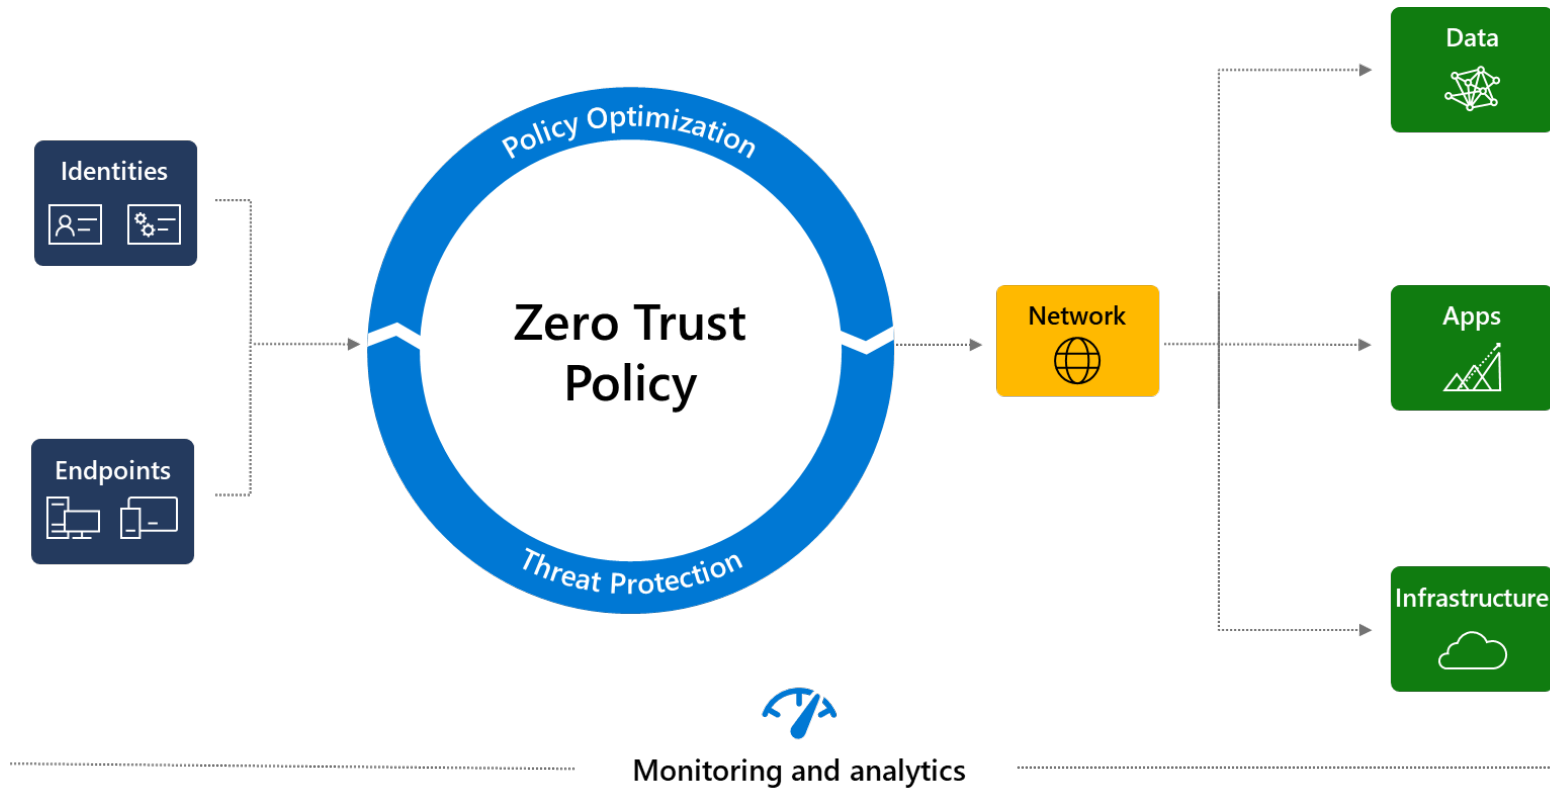 Data
Policy Optimization
Identities
Zero Trust
Policy
Network
Apps
Endpoints
Threat Protection
Infrastructure
Monitoring and analytics